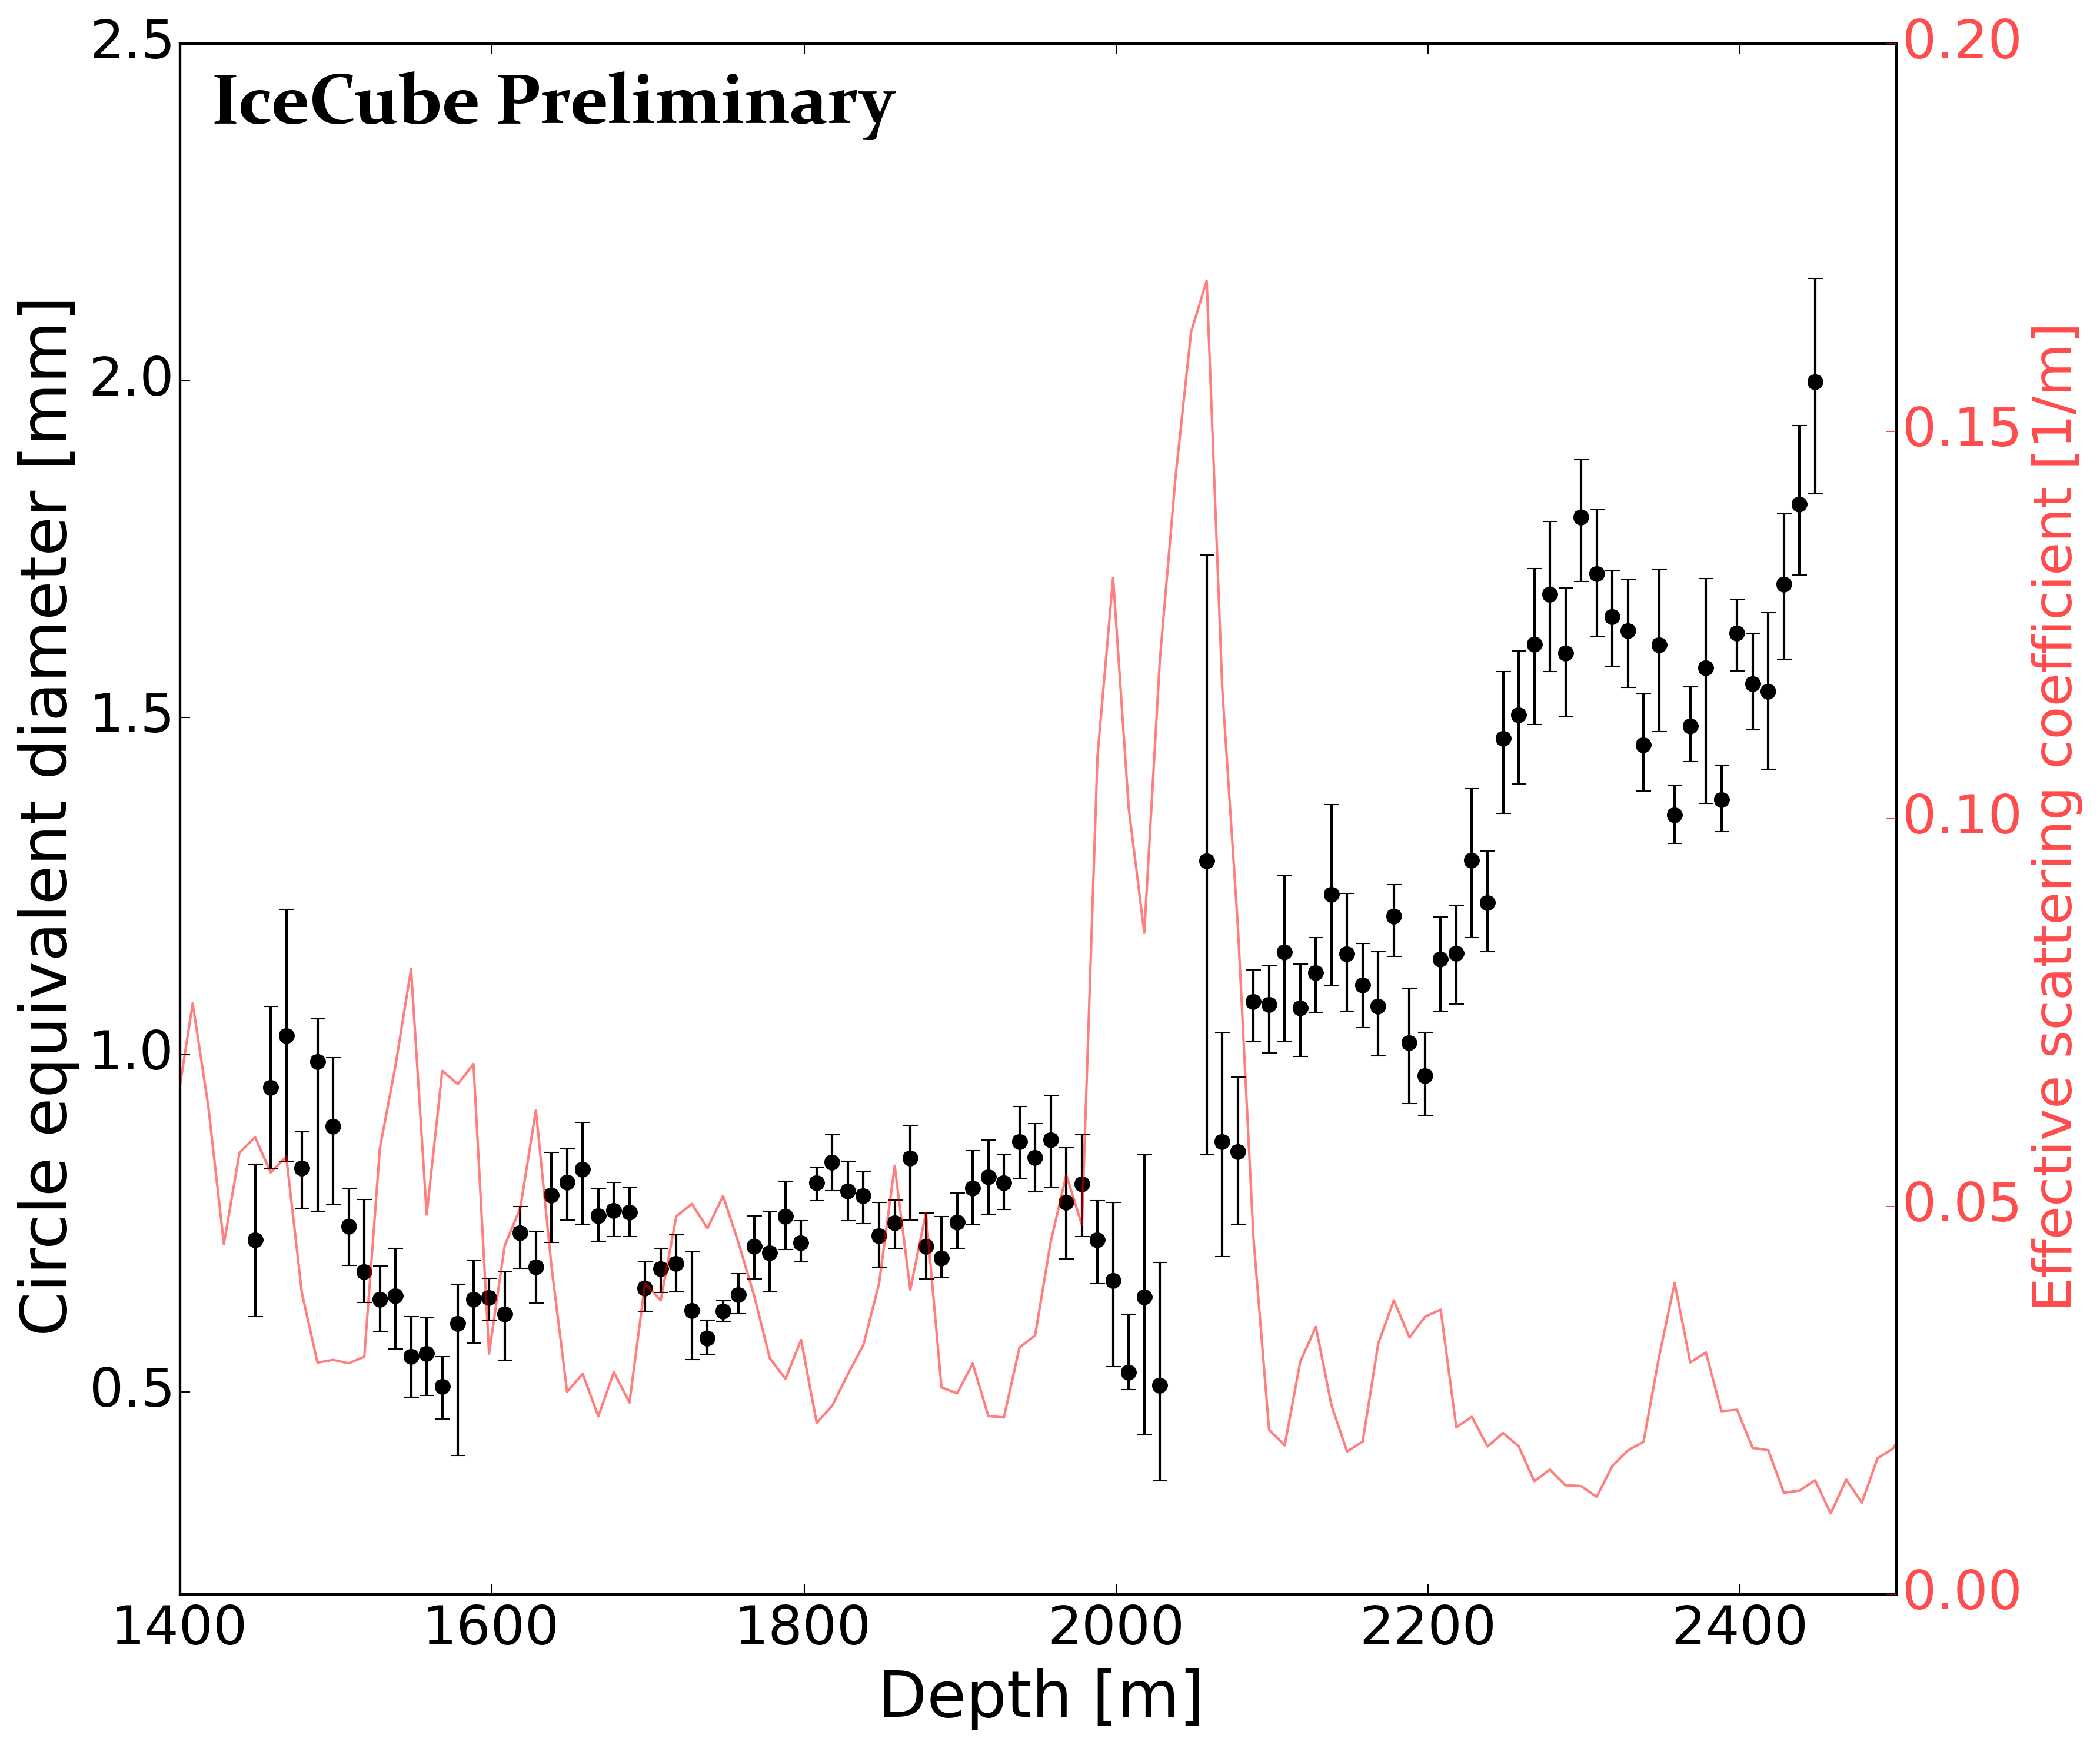 IceCube Preliminary
2.5
2.0
1.5
1.0
0.5
Circle equivalent diameter [mm]
0.20
0.15
0.10
0.05
0.00
Effective scattering coefficient [1/m]
1400 1600 1800 2000 2200 2400
Depth [m]